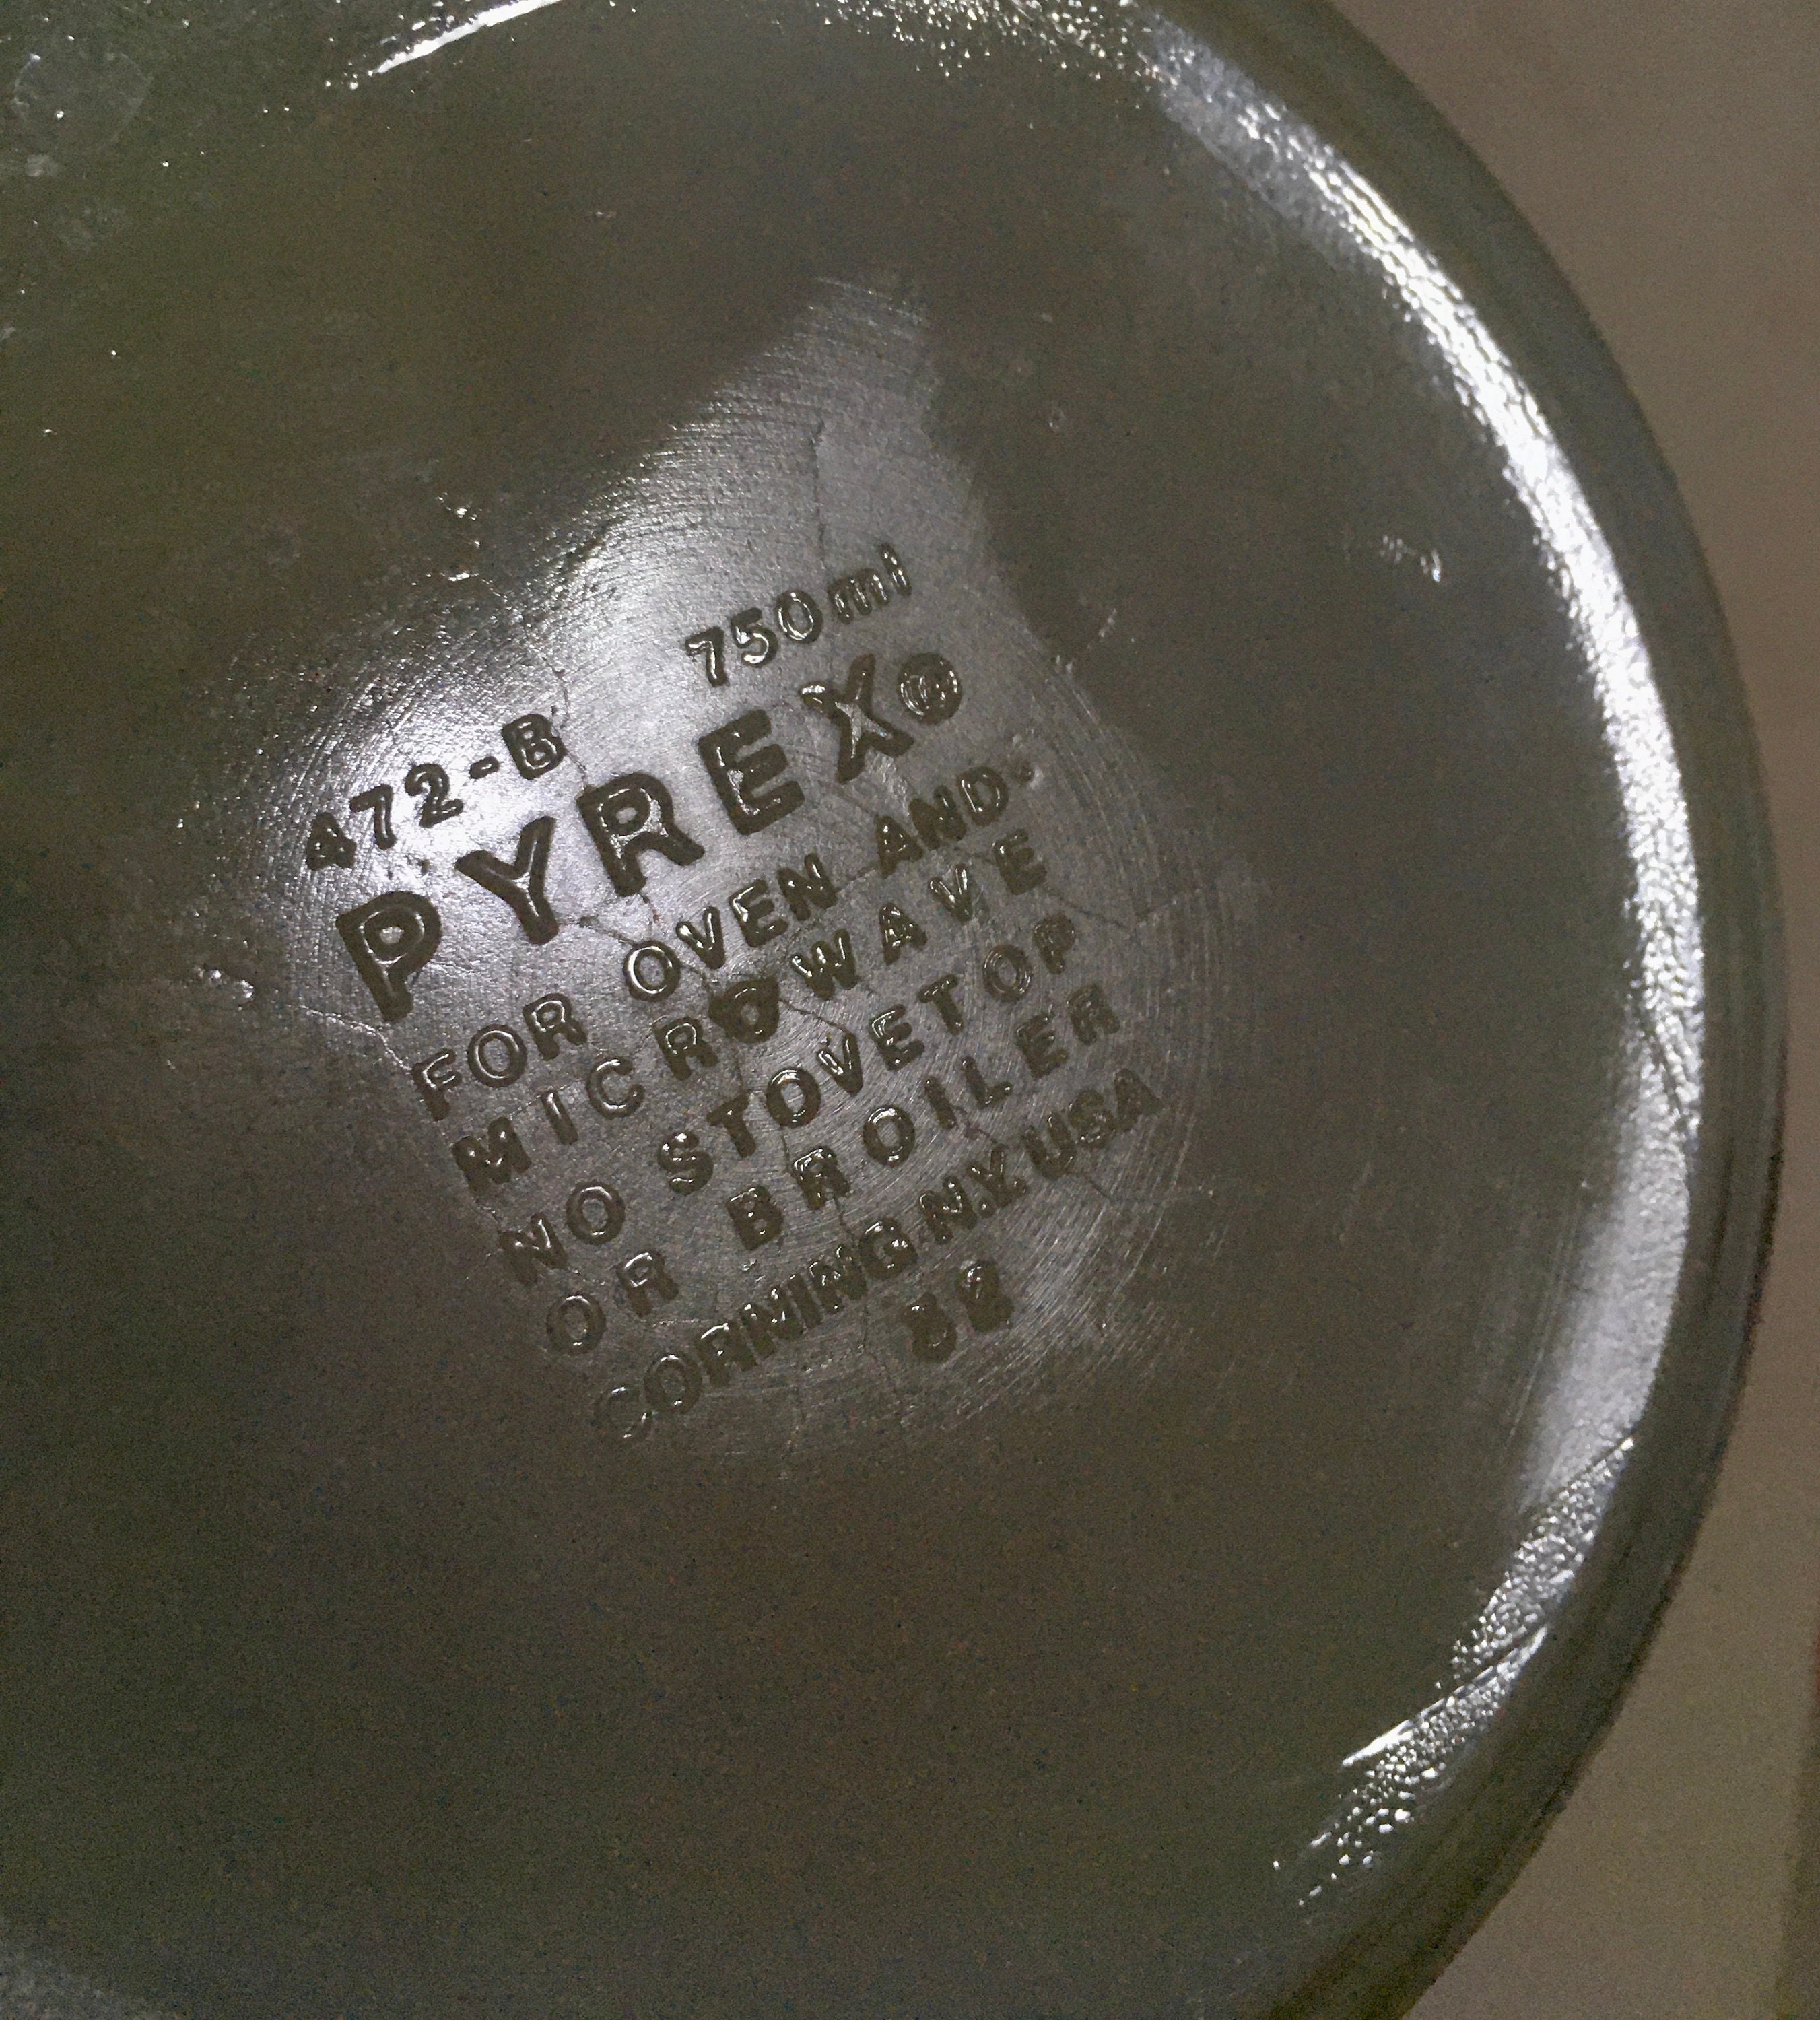 472-B 750ml
PYREX®
FOR OVEN AND
MICROWAVE
NO STOVETOP
OR BROILER
CORNING N.Y. USA